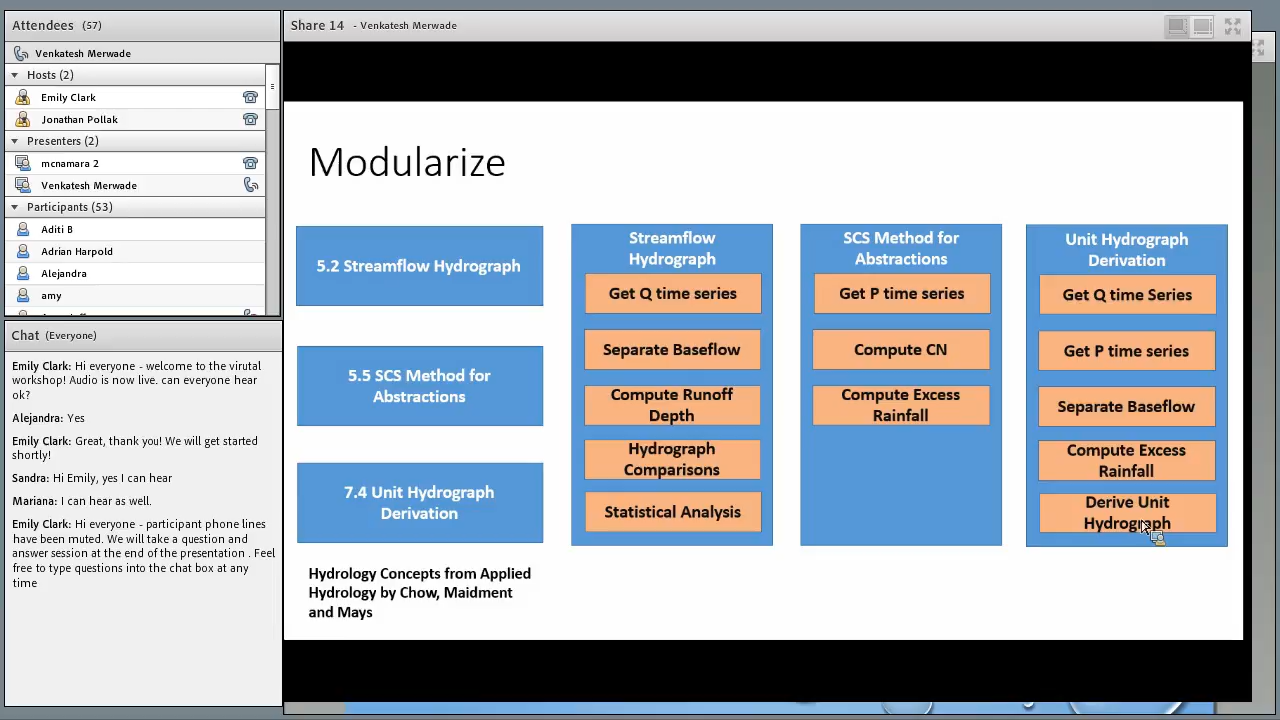 Attendees (57)
Venkatesh Merwade
Hosts (2)
Emily Clark
Jonathan Pollak
Presenters (2)
mcnamara 2
Venkatesh Merwade
Participants (53)
Aditi B
Adrian Harpold
Alejandra
amy
Chat (Everyone)
Emily Clark: Hi everyone - welcome to the virutal
workshop! Audio is now live. can everyone hear
ok?
Alejandra: Yes
Emily Clark: Great, thank you! We will get started
shortly!
Sandra: Hi Emily, yes I can hear
Mariana: I can hear as well.
Emily Clark: Hi everyone - participant phone lines
have been muted. We will take a question and
answer session at the end of the presentation . Feel
free to type questions into the chat box at any
time
Share 14 - Venkatesh Merwade
Modularize
5.2 Streamflow Hydrograph
5.5 SCS Method for
Abstractions
7.4 Unit Hydrograph
Derivation
Hydrology Concepts from Applied
Hydrology by Chow, Maidment
and Mays
Streamflow
Hydrograph
Get Q time series
Separate Baseflow
Compute Runoff
Depth
Hydrograph
Comparisons
Statistical Analysis
SCS Method for
Abstractions
Get P time series
Compute CN
Compute Excess
Rainfall
Unit Hydrograph
Derivation
Get Q time Series
Get P time series
Separate Baseflow
Compute Excess
Rainfall
Derive Unit
Hydrograph